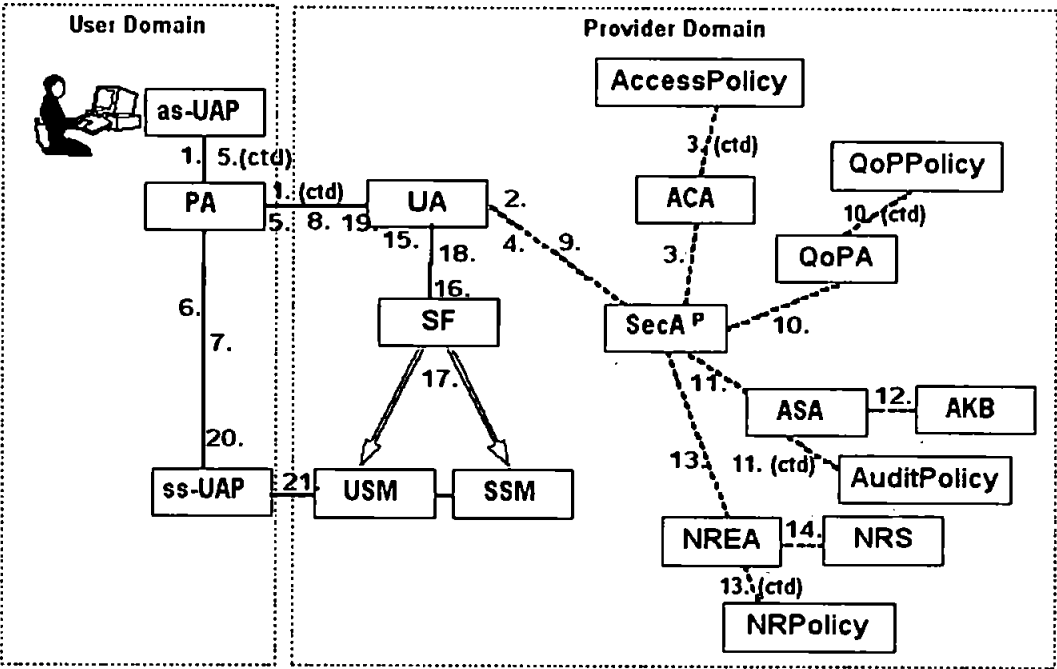 User Domain
Provider Domain
as-UAP
AccessPolicy
1. 5.(ctd)
3. (ctd)
QoPPolicy
PA
1. (ctd)
5. 8. 19.
UA
2.
ACA
10. (ctd)
15.
18.
4.
9.
3.
QoPA
6.
16.
SF
SecA P
10.
7.
17.
11.
ASA
12.
AKB
20.
13.
11. (ctd)
ss-UAP
21.
USM
SSM
AuditPolicy
NREA
14.
NRS
13. (ctd)
NRPolicy